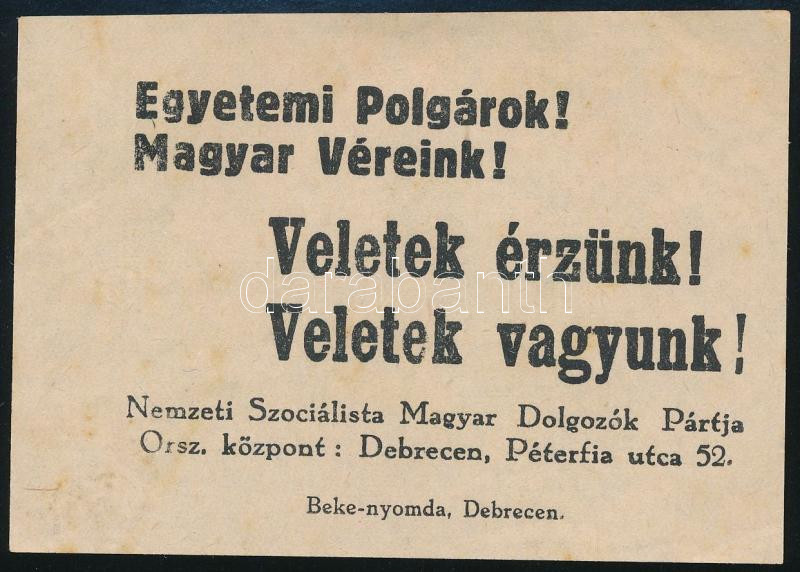 Egyetemi Polgárok!
Magyar Véreink!
Veletek érzünk!
darabanth
Veletek vagyunk!
Nemzeti Szociálista Magyar Dolgozók Pártja
Orsz. központ : Debrecen, Péterfia utca 52.
Beke-nyomda, Debrecen.